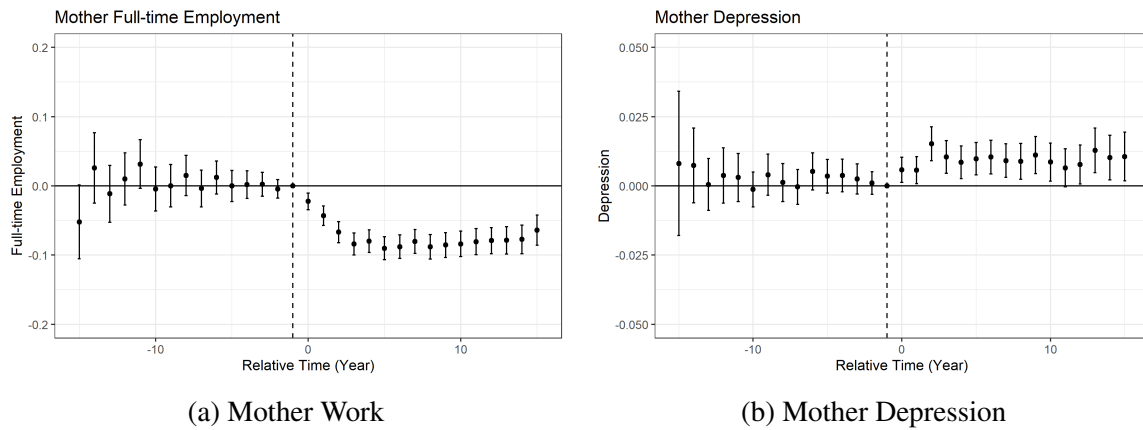 Mother Full-time Employment
Full-time Employment
0.2
0.1
0.0
-0.1
-0.2
-10
0
10
Relative Time (Year)
(a) Mother Work
Mother Depression
Depression
0.050
0.025
0.000
-0.025
-0.050
-10
0
10
Relative Time (Year)
(b) Mother Depression